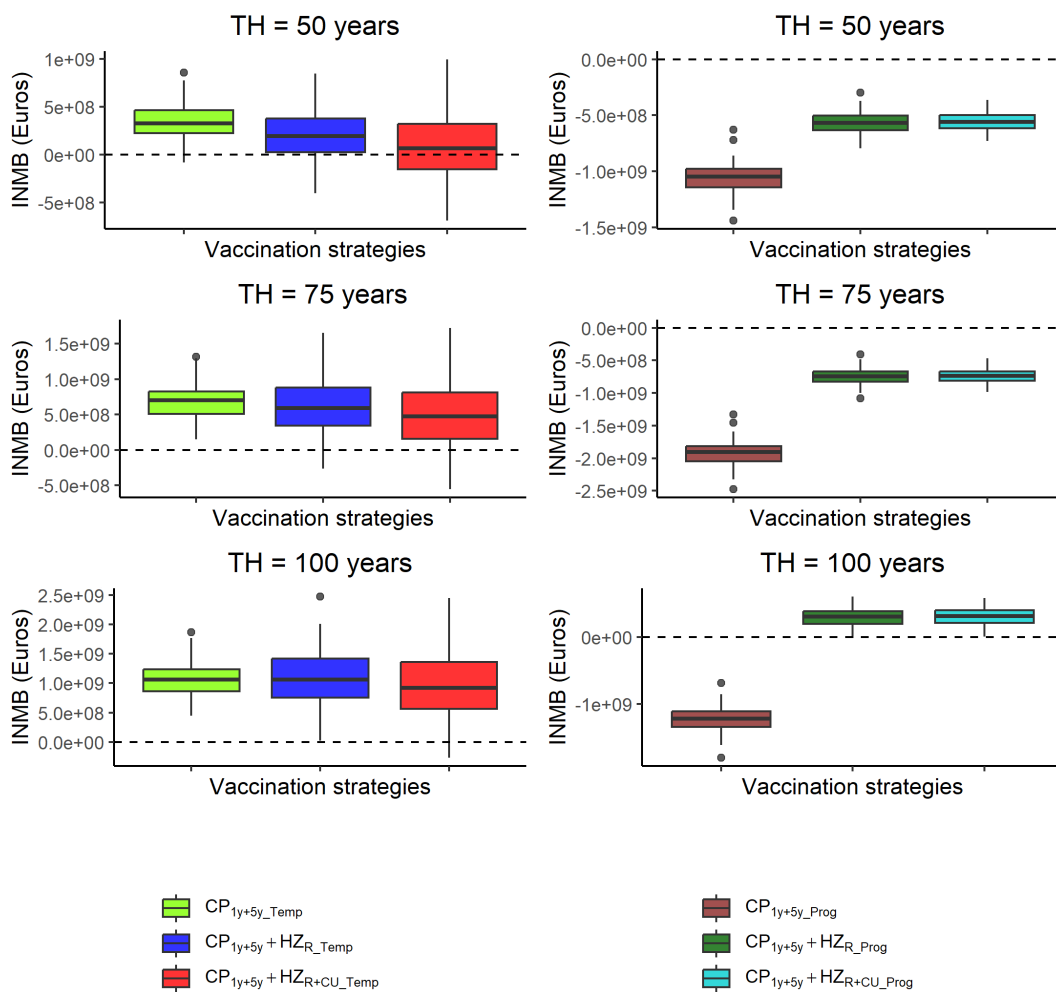 TH = 50 years
INMB (Euros)
1e+09
5e+08
0e+00
-5e+08
Vaccination strategies
TH = 50 years
INMB (Euros)
0.0e+00
-5.0e+08
-1.0e+09
-1.5e+09
Vaccination strategies
TH = 75 years
INMB (Euros)
1.5e+09
1.0e+09
5.0e+08
0.0e+00
-5.0e+08
Vaccination strategies
TH = 75 years
INMB (Euros)
0.0e+00
-5.0e+08
-1.0e+09
-1.5e+09
-2.0e+09
-2.5e+09
Vaccination strategies
TH = 100 years
INMB (Euros)
2.5e+09
2.0e+09
1.5e+09
1.0e+09
5.0e+08
0.0e+00
Vaccination strategies
TH = 100 years
INMB (Euros)
0e+00
-1e+09
Vaccination strategies
CP1y+5y_Temp
CP1y+5y + HZR_Temp
CP1y+5y + HZR+CU_Temp
CP1y+5y_Prog
CP1y+5y + HZR_Prog
CP1y+5y + HZR+CU_Prog